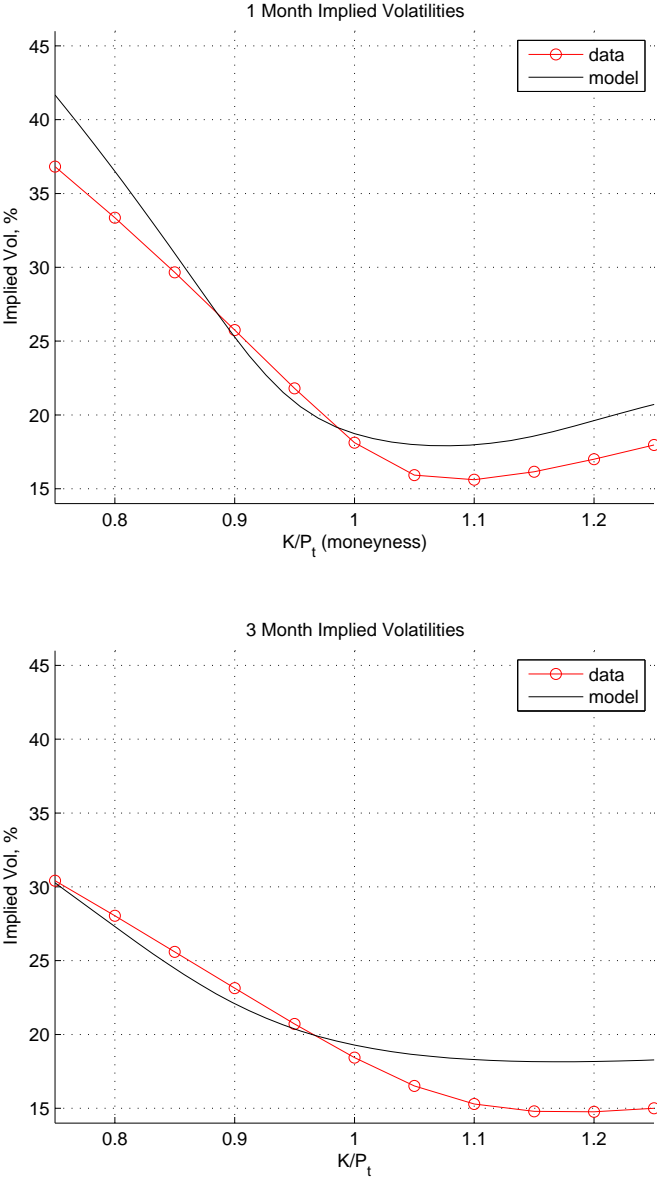 1 Month Implied Volatilities
45
40
35
30
25
20
15
Implied Vol, %
data
model
0.8 0.9 1 1.1 1.2
K/Pt (moneyness)
3 Month Implied Volatilities
45
40
35
30
25
20
15
Implied Vol, %
data
model
0.8 0.9 1 1.1 1.2
K/Pt